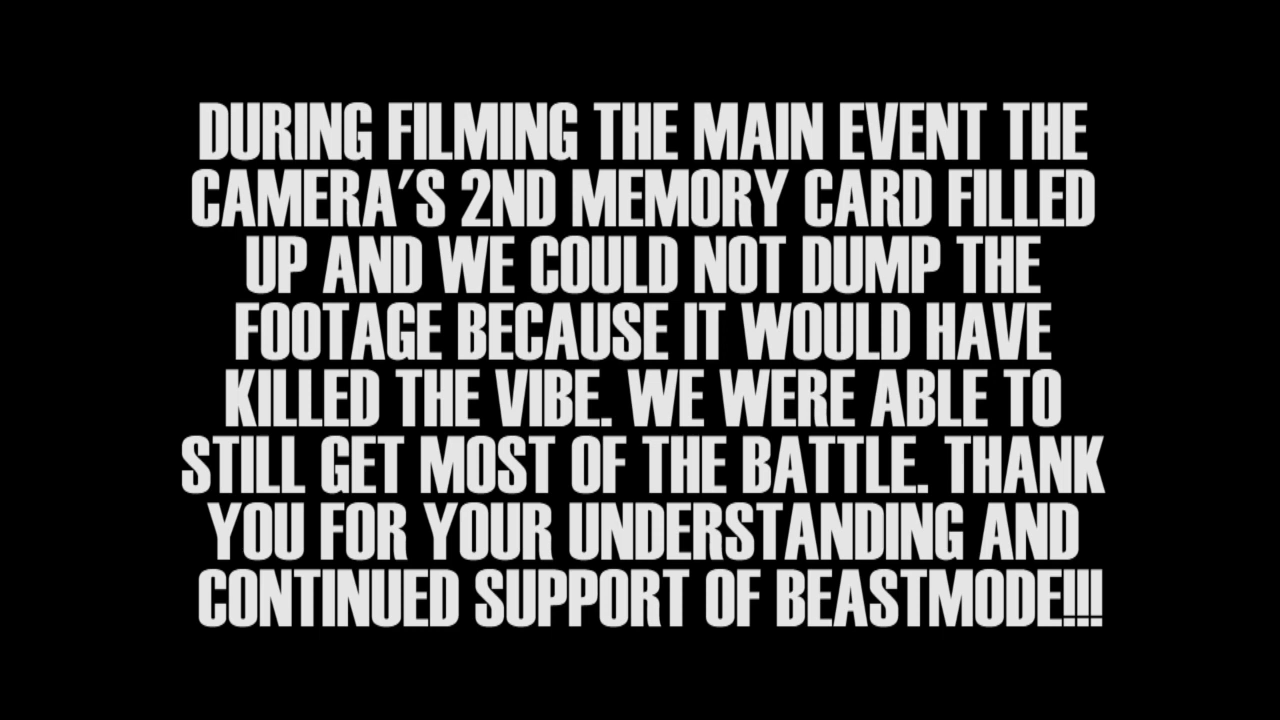 DURING FILMING THE MAIN EVENT THE
CAMERA'S 2ND MEMORY CARD FILLED
UP AND WE COULD NOT DUMP THE
FOOTAGE BECAUSE IT WOULD HAVE
KILLED THE VIBE. WE WERE ABLE TO
STILL GET MOST OF THE BATTLE. THANK
YOU FOR YOUR UNDERSTANDING AND
CONTINUED SUPPORT OF BEASTMODE!!!